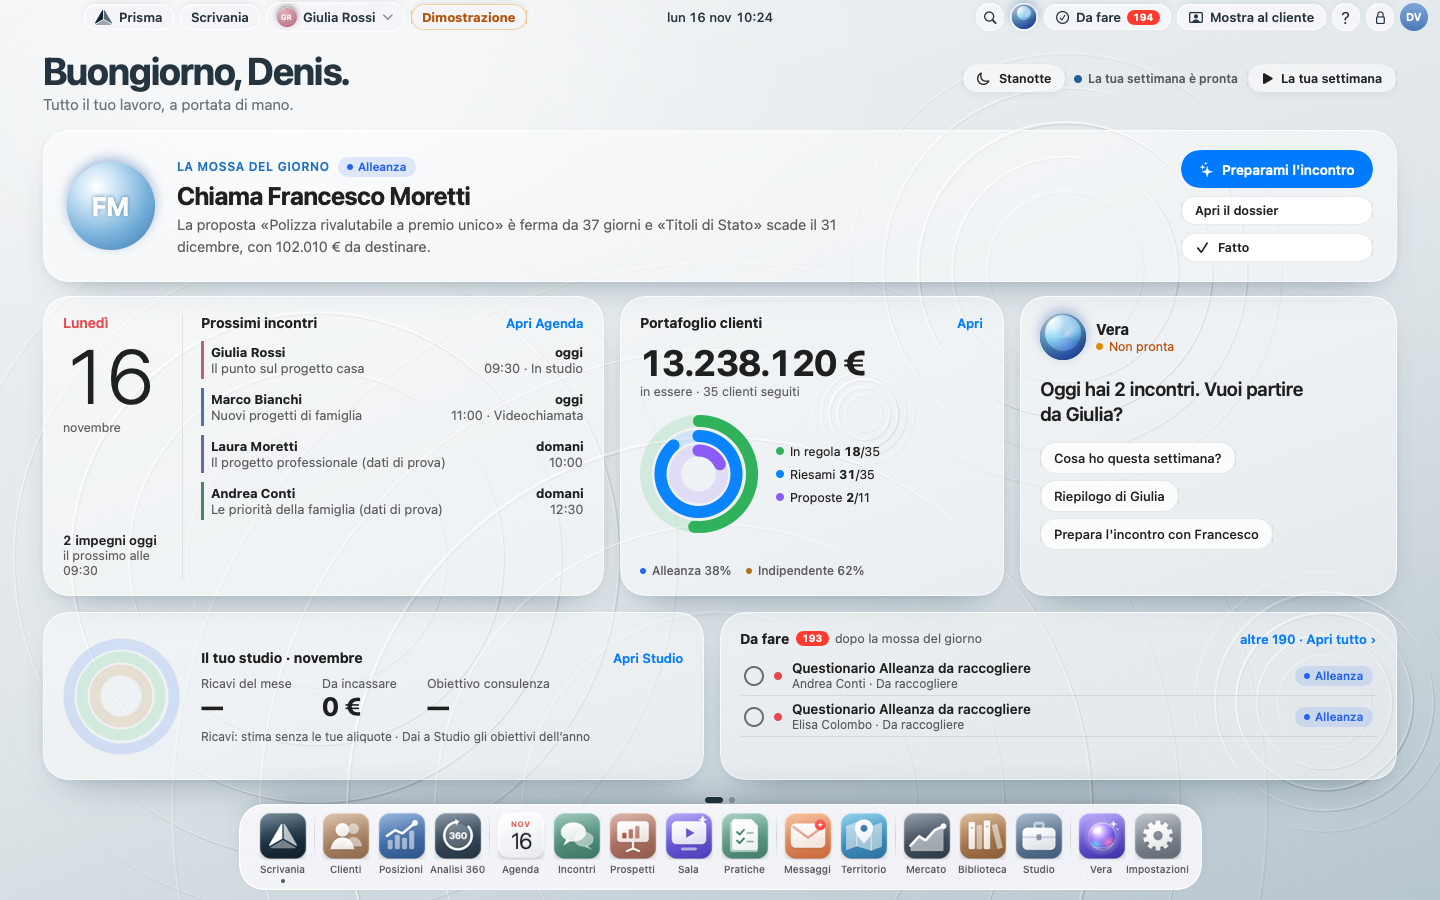 Prisma
Scrivania
GR Giulia Rossi
Dimostrazione
lun 16 nov 10:24
Da fare 194
Mostra al cliente
?
DV
Buongiorno, Denis.
Tutto il tuo lavoro, a portata di mano.
Stanotte
La tua settimana è pronta
La tua settimana
FM
LA MOSSA DEL GIORNO
Alleanza
Chiama Francesco Moretti
La proposta «Polizza rivalutabile a premio unico» è ferma da 37 giorni e «Titoli di Stato» scade il 31
dicembre, con 102.010 € da destinare.
Preparami l'incontro
Apri il dossier
Fatto
Lunedì
16
novembre
2 impegni oggi
il prossimo alle
09:30
Prossimi incontri
Apri Agenda
Giulia Rossi oggi
Il punto sul progetto casa 09:30 · In studio
Marco Bianchi oggi
Nuovi progetti di famiglia 11:00 · Videochiamata
Laura Moretti domani
Il progetto professionale (dati di prova) 10:00
Andrea Conti domani
Le priorità della famiglia (dati di prova) 12:30
Portafoglio clienti
Apri
13.238.120 €
in essere · 35 clienti seguiti
In regola 18/35
Riesami 31/35
Proposte 2/11
Alleanza 38% Indipendente 62%
Vera
Non pronta
Oggi hai 2 incontri. Vuoi partire
da Giulia?
Cosa ho questa settimana?
Riepilogo di Giulia
Prepara l'incontro con Francesco
Il tuo studio · novembre
Apri Studio
Ricavi del mese Da incassare Obiettivo consulenza
— 0 € —
Ricavi: stima senza le tue aliquote · Dai a Studio gli obiettivi dell'anno
Da fare 193 dopo la mossa del giorno
altre 190 · Apri tutto ›
Questionario Alleanza da raccogliere
Andrea Conti · Da raccogliere
Alleanza
Questionario Alleanza da raccogliere
Elisa Colombo · Da raccogliere
Alleanza
360
NOV
16
Scrivania Clienti Posizioni Analisi 360 Agenda Incontri Prospetti Sala Pratiche Messaggi Territorio Mercato Biblioteca Studio Vera Impostazioni